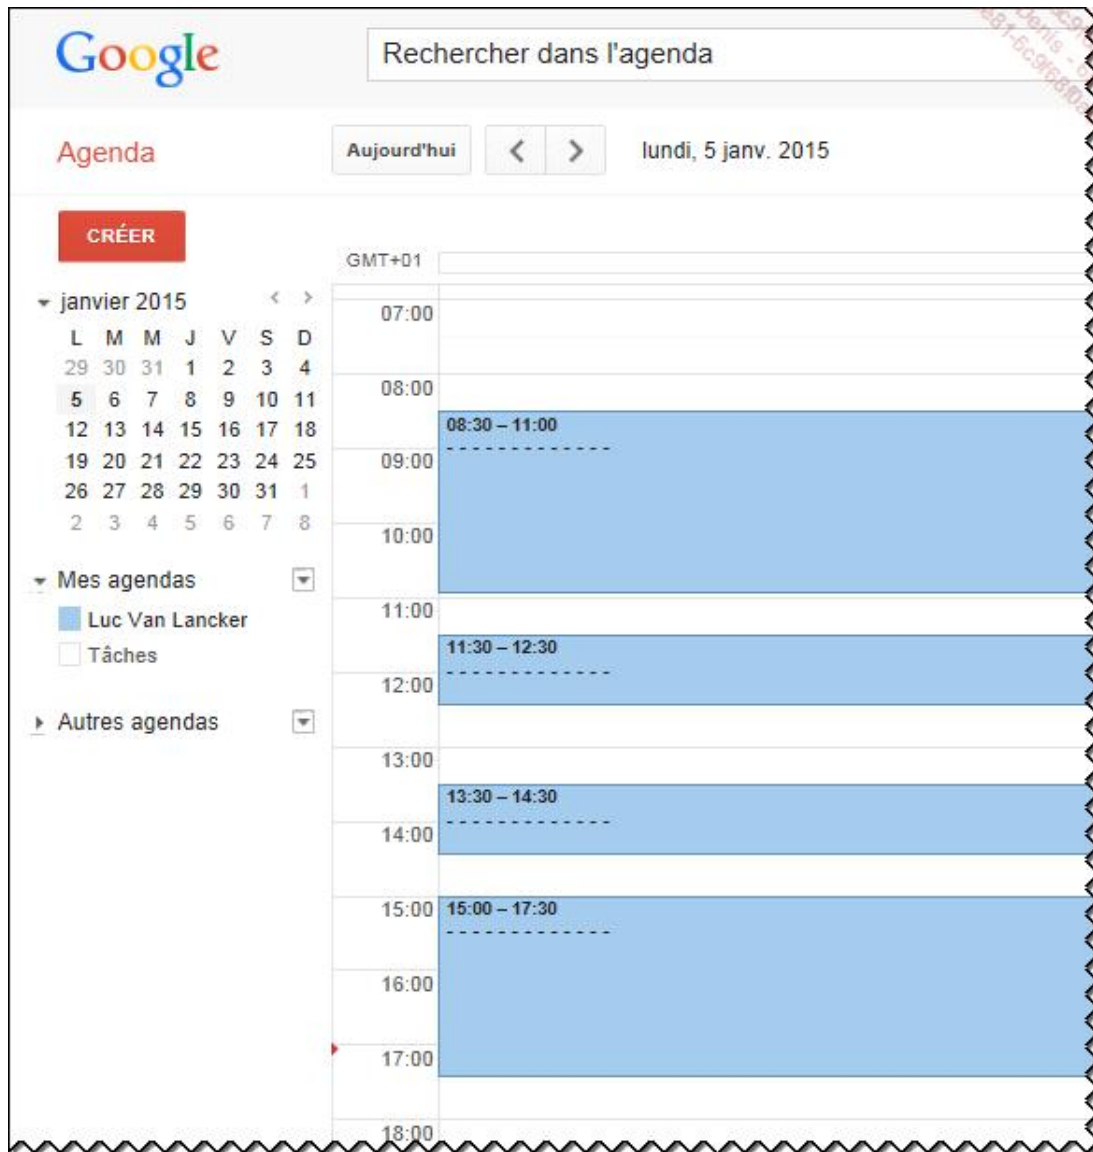 Google
Rechercher dans l'agenda
Agenda
Aujourd'hui
lundi, 5 janv. 2015
CRÉER
GMT+01
janvier 2015
L M M J V S D
29 30 31 1 2 3 4
5 6 7 8 9 10 11
12 13 14 15 16 17 18
19 20 21 22 23 24 25
26 27 28 29 30 31 1
2 3 4 5 6 7 8
Mes agendas
Luc Van Lancker
Tâches
Autres agendas
07:00
08:00
08:30 – 11:00
- - - - - - - - - - - - -
09:00
10:00
11:00
11:30 – 12:30
- - - - - - - - - - - - -
12:00
13:00
13:30 – 14:30
- - - - - - - - - - - - -
14:00
15:00 15:00 – 17:30
- - - - - - - - - - - - -
16:00
17:00
18:00
Denis